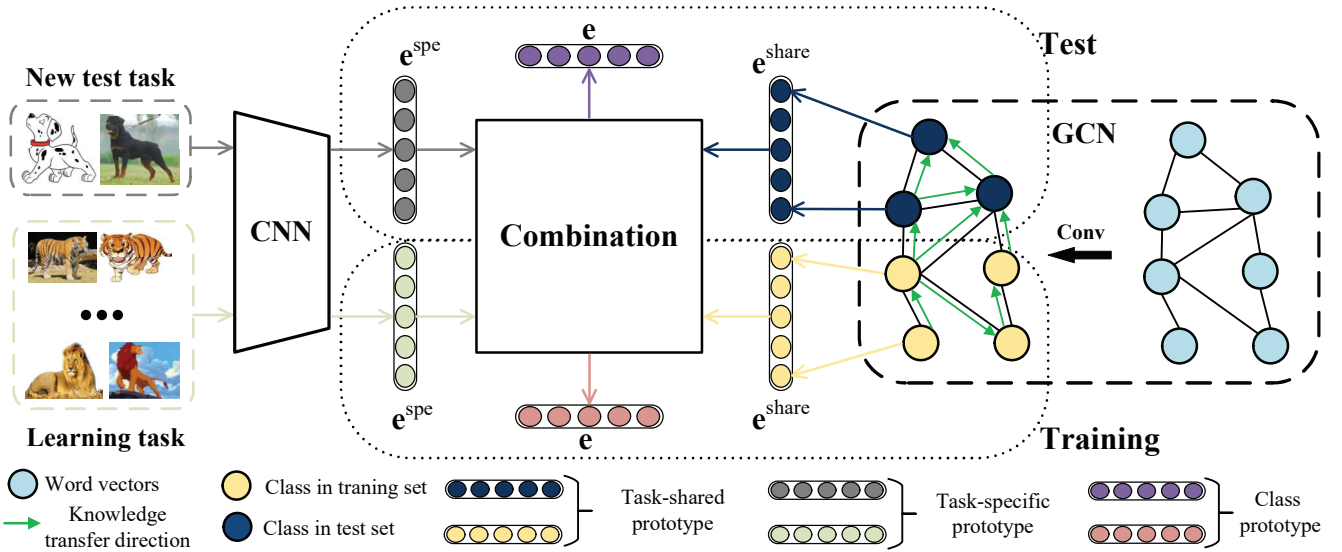 e
e^spe
e^share
Test
New test task
GCN
CNN
Combination
Conv
e^spe
e
e^share
Learning task
Training
Word vectors
Knowledge
transfer direction
Class in traning set
Class in test set
Task-shared
prototype
Task-specific
prototype
Class
prototype